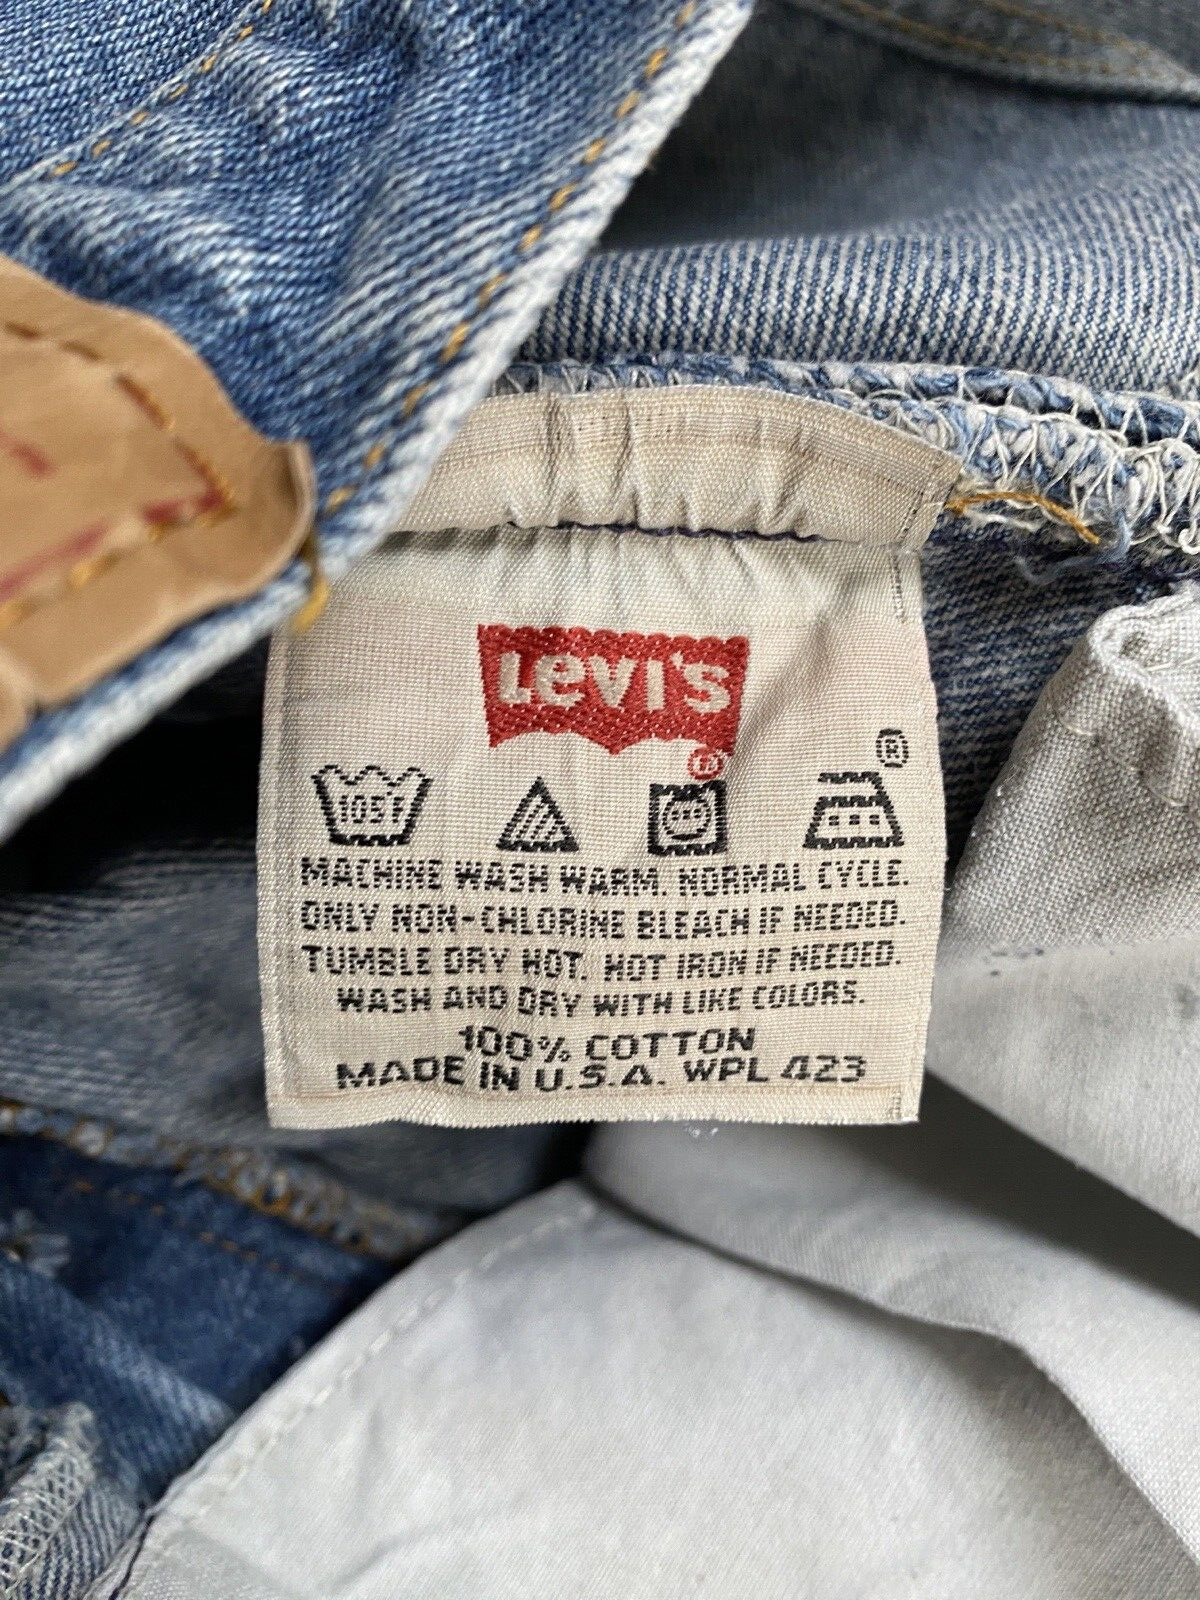 LEVI'S
®
105F
MACHINE WASH WARM. NORMAL CYCLE.
ONLY NON-CHLORINE BLEACH IF NEEDED.
TUMBLE DRY HOT. HOT IRON IF NEEDED.
WASH AND DRY WITH LIKE COLORS.
100% COTTON
MADE IN U.S.A. WPL 423